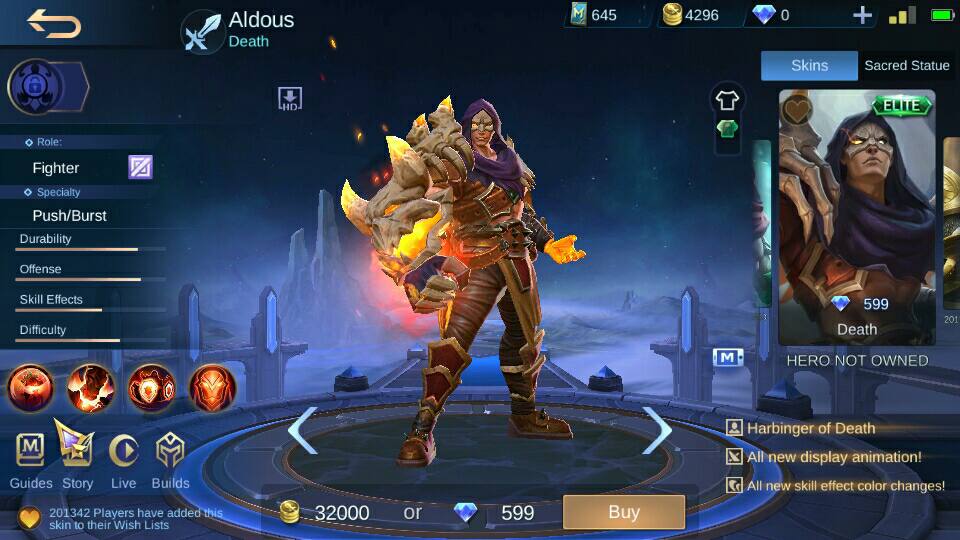 Aldous
Death
645
4296
0
Skins
Sacred Statue
HD
ELITE
Role:
Fighter
Specialty
Push/Burst
Durability
Offense
Skill Effects
Difficulty
599
Death
M
HERO NOT OWNED
Harbinger of Death
All new display animation!
All new skill effect color changes!
M
Guides
Story
Live
Builds
201342 Players have added this
skin to their Wish Lists
32000 or 599
Buy